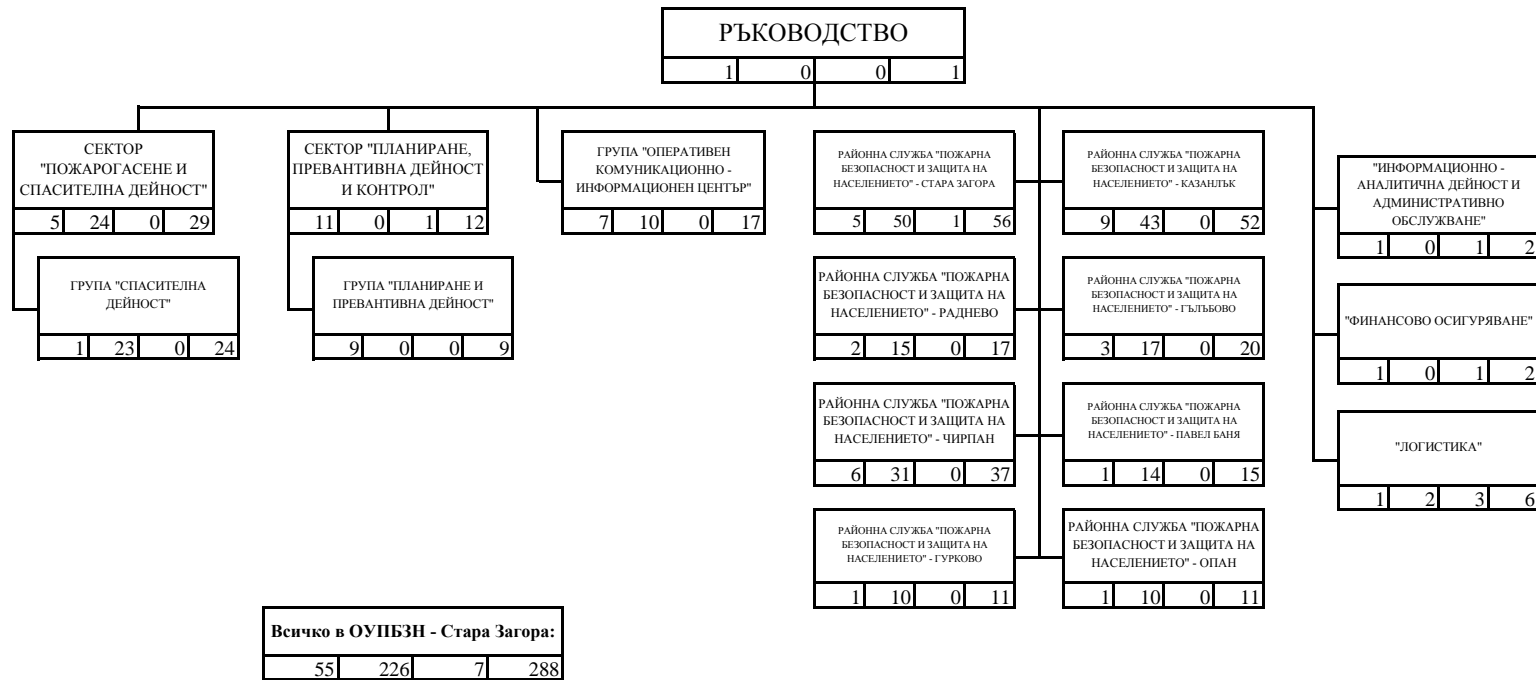 РЪКОВОДСТВО
1 0 0 1
СЕКТОР
"ПОЖАРОГАСЕНЕ И
СПАСИТЕЛНА ДЕЙНОСТ"
5 24 0 29
ГРУПА "СПАСИТЕЛНА
ДЕЙНОСТ"
1 23 0 24
СЕКТОР "ПЛАНИРАНЕ,
ПРЕВАНТИВНА ДЕЙНОСТ
И КОНТРОЛ"
11 0 1 12
ГРУПА "ПЛАНИРАНЕ И
ПРЕВАНТИВНА ДЕЙНОСТ"
9 0 0 9
ГРУПА "ОПЕРАТИВЕН
КОМУНИКАЦИОННО -
ИНФОРМАЦИОНЕН ЦЕНТЪР"
7 10 0 17
РАЙОННА СЛУЖБА "ПОЖАРНА
БЕЗОПАСНОСТ И ЗАЩИТА НА
НАСЕЛЕНИЕТО" - СТАРА ЗАГОРА
5 50 1 56
РАЙОННА СЛУЖБА "ПОЖАРНА
БЕЗОПАСНОСТ И ЗАЩИТА НА
НАСЕЛЕНИЕТО" - КАЗАНЛЪК
9 43 0 52
РАЙОННА СЛУЖБА "ПОЖАРНА
БЕЗОПАСНОСТ И ЗАЩИТА НА
НАСЕЛЕНИЕТО" - РАДНЕВО
2 15 0 17
РАЙОННА СЛУЖБА "ПОЖАРНА
БЕЗОПАСНОСТ И ЗАЩИТА НА
НАСЕЛЕНИЕТО" - ГЪЛЪБОВО
3 17 0 20
РАЙОННА СЛУЖБА "ПОЖАРНА
БЕЗОПАСНОСТ И ЗАЩИТА НА
НАСЕЛЕНИЕТО" - ЧИРПАН
6 31 0 37
РАЙОННА СЛУЖБА "ПОЖАРНА
БЕЗОПАСНОСТ И ЗАЩИТА НА
НАСЕЛЕНИЕТО" - ПАВЕЛ БАНЯ
1 14 0 15
РАЙОННА СЛУЖБА "ПОЖАРНА
БЕЗОПАСНОСТ И ЗАЩИТА НА
НАСЕЛЕНИЕТО" - ГУРКОВО
1 10 0 11
РАЙОННА СЛУЖБА "ПОЖАРНА
БЕЗОПАСНОСТ И ЗАЩИТА НА
НАСЕЛЕНИЕТО" - ОПАН
1 10 0 11
"ИНФОРМАЦИОННО -
АНАЛИТИЧНА ДЕЙНОСТ И
АДМИНИСТРАТИВНО
ОБСЛУЖВАНЕ"
1 0 1 2
"ФИНАНСОВО ОСИГУРЯВАНЕ"
1 0 1 2
"ЛОГИСТИКА"
1 2 3 6
Всичко в ОУПБЗН - Стара Загора:
55 226 7 288